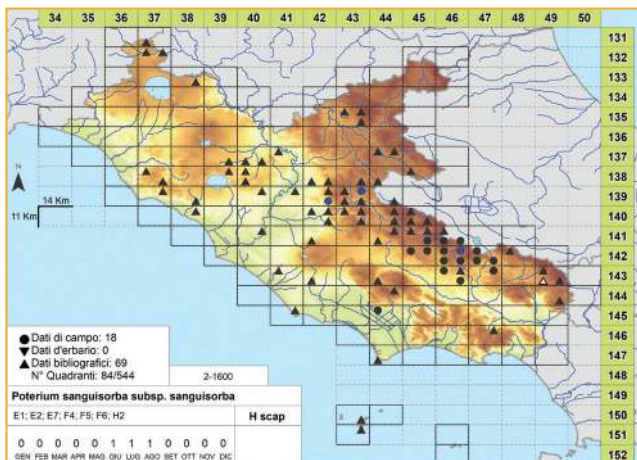 34 35 36 37 38 39 40 41 42 43 44 45 46 47 48 49 50
131
132
133
134
135
136
137
138
139
140
141
142
143
144
145
146
147
148
149
150
151
152
N
14 Km
11 Km
Dati di campo: 18
Dati d'erbario: 0
Dati bibliografici: 69
N° Quadranti: 84/544
2-1600
Poterium sanguisorba subsp. sanguisorba
E1; E2; E7; F4; F5; F6; H2
H scap
0 0 0 0 0 1 1 1 0 0 0 0
GEN FEB MAR APR MAG GIU LUG AGO SET OTT NOV DIC